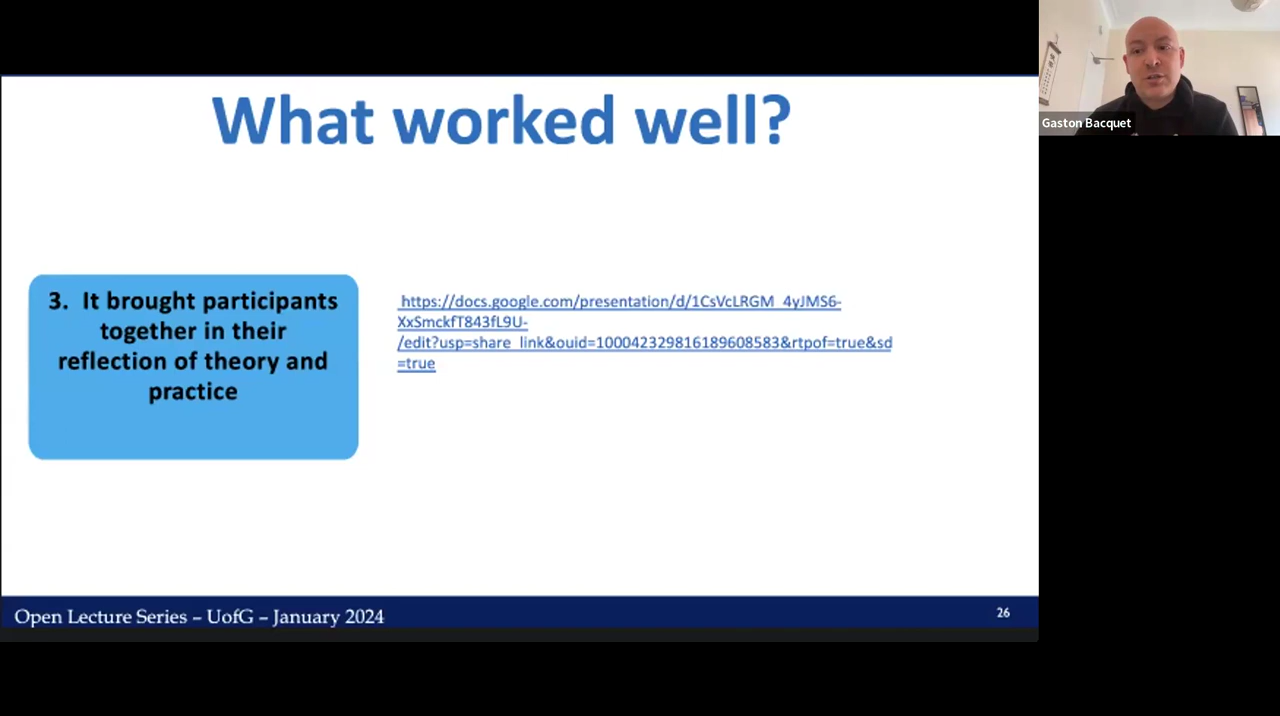 What worked well?
3. It brought participants
together in their
reflection of theory and
practice
https://docs.google.com/presentation/d/1CsVcLRGM_4yJMS6-
XxSmckfT843fL9U-
/edit?usp=share_link&ouid=100042329816189608583&rtpof=true&sd
=true
Open Lecture Series – UofG – January 2024
26
Gaston Bacquet